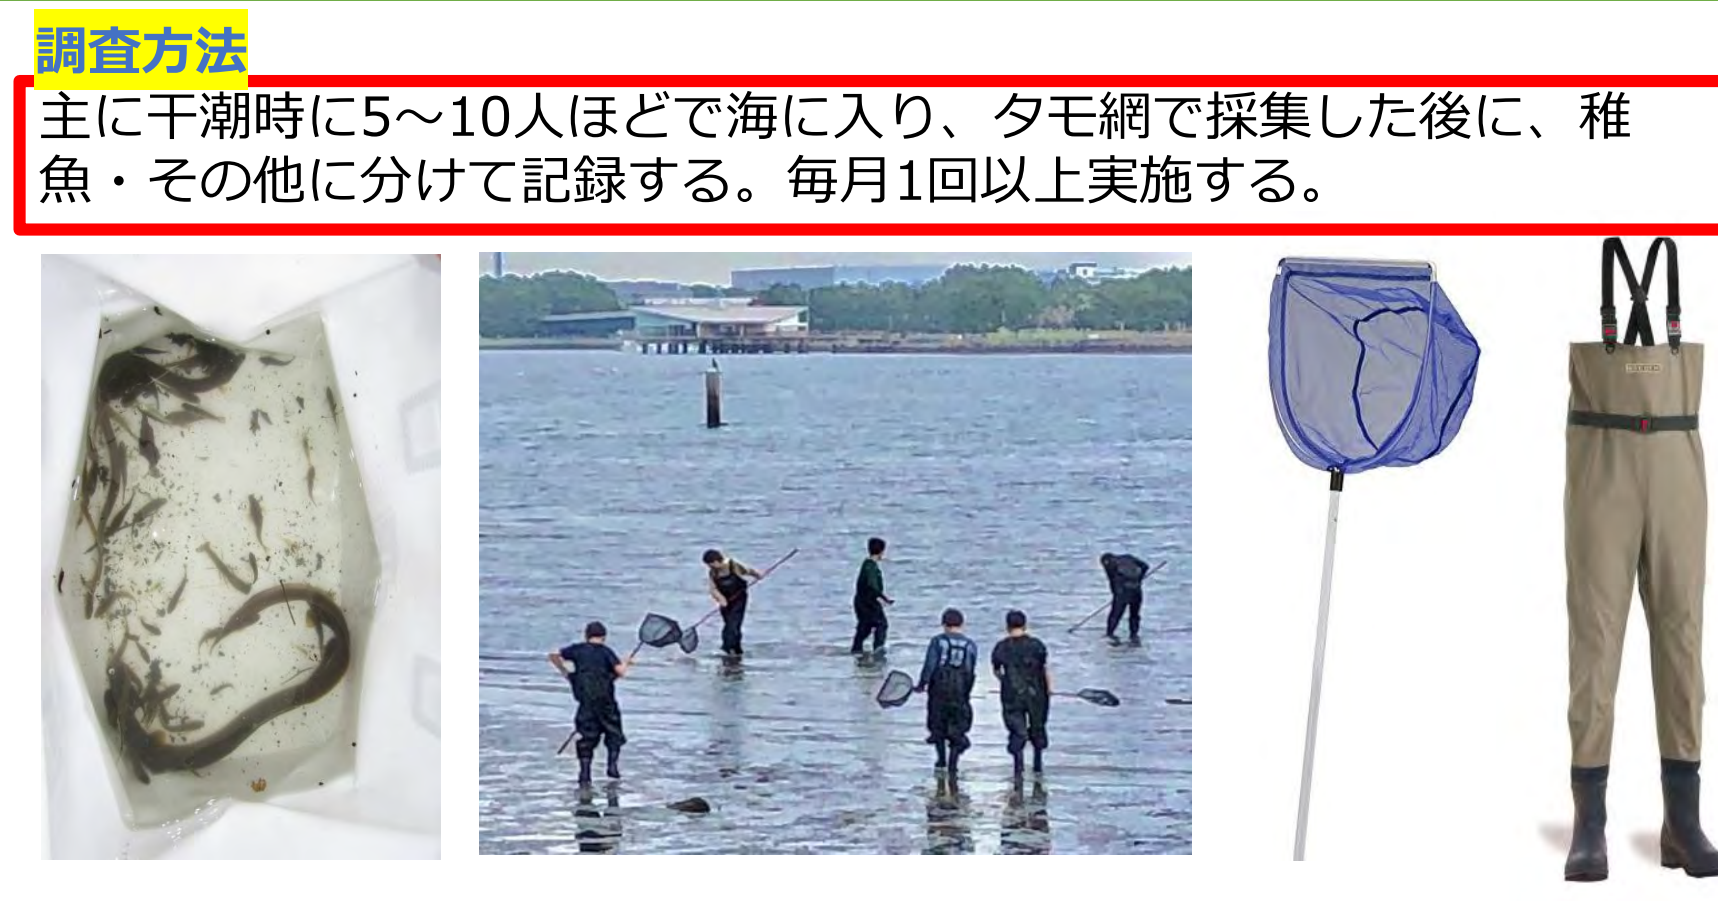 調査方法
主に干潮時に5～10人ほどで海に入り、タモ網で採集した後に、稚
魚・その他に分けて記録する。毎月1回以上実施する。